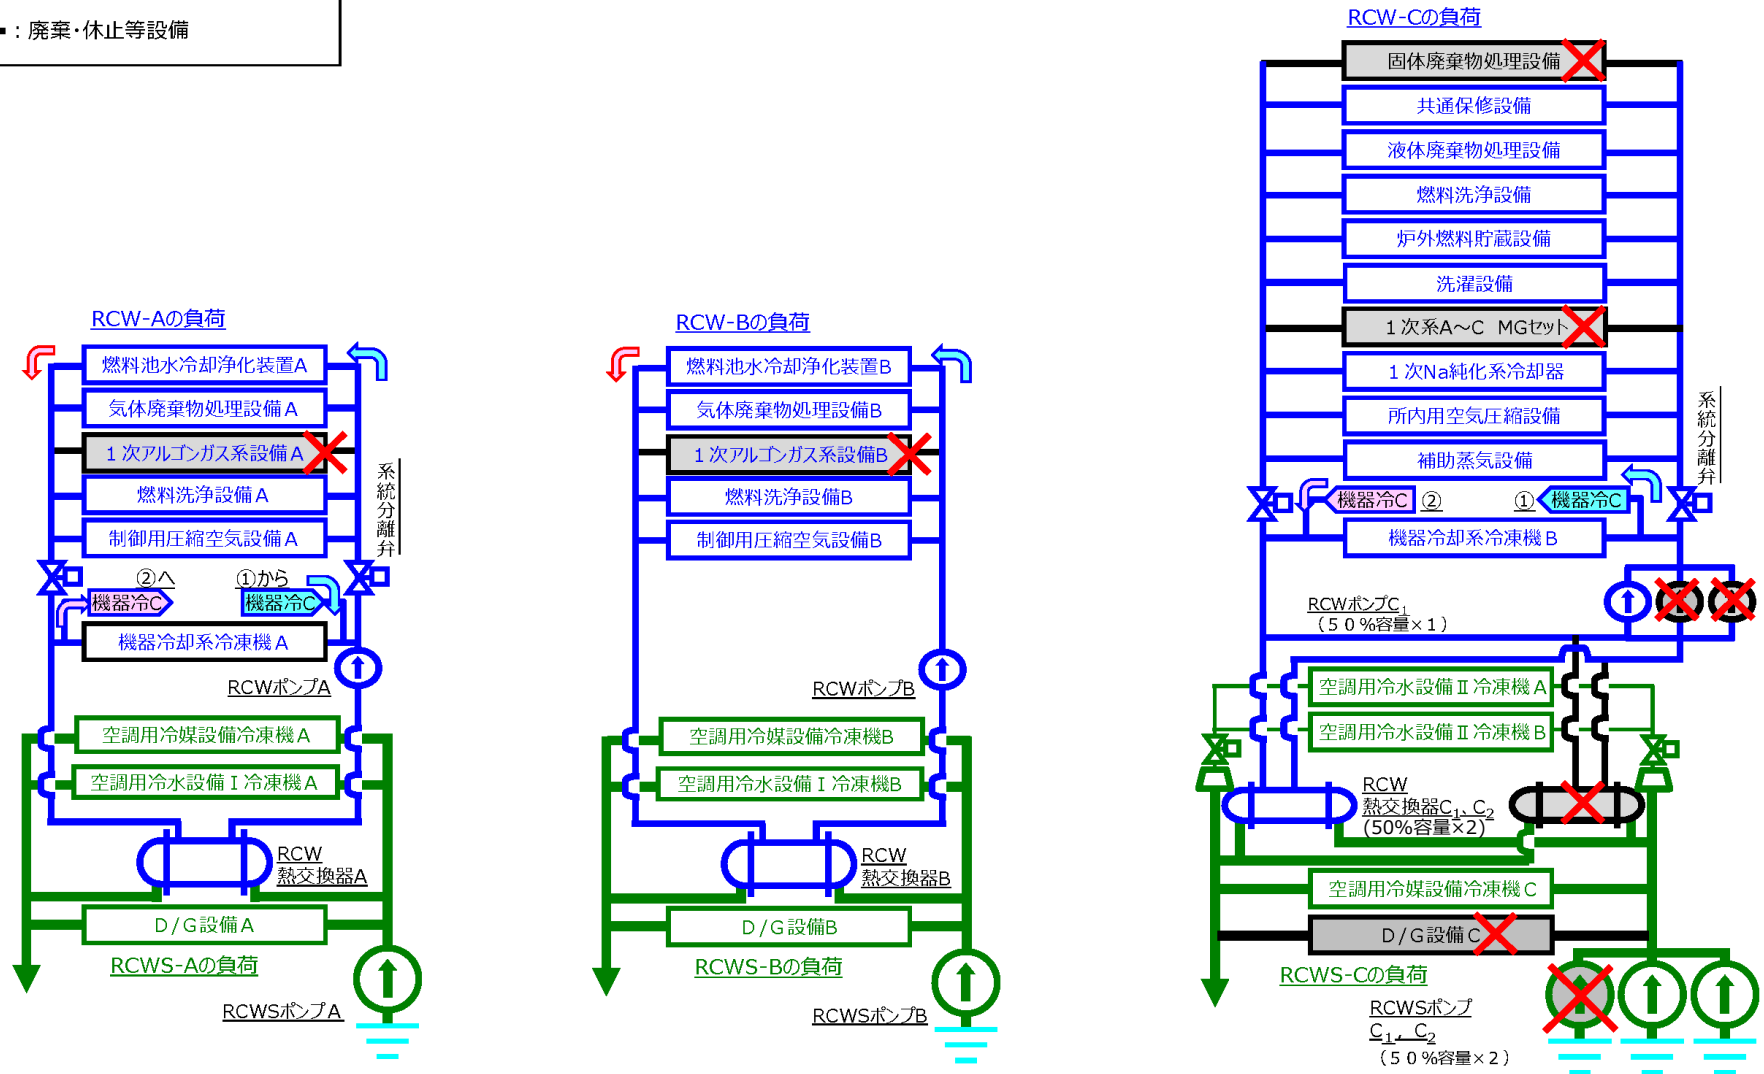 ：廃棄・休止等設備
RCW-Aの負荷
燃料池水冷却浄化装置A
気体廃棄物処理設備A
1次アルゴンガス系設備A
燃料洗浄設備A
制御用圧縮空気設備A
系統分離弁
②へ
①から
機器冷C
機器冷C
機器冷却系冷凍機A
RCWポンプA
空調用冷媒設備冷凍機A
空調用冷水設備Ⅰ冷凍機A
RCW
熱交換器A
D/G設備A
RCWS-Aの負荷
RCWSポンプA
RCW-Bの負荷
燃料池水冷却浄化装置B
気体廃棄物処理設備B
1次アルゴンガス系設備B
燃料洗浄設備B
制御用圧縮空気設備B
RCWポンプB
空調用冷媒設備冷凍機B
空調用冷水設備Ⅰ冷凍機B
RCW
熱交換器B
D/G設備B
RCWS-Bの負荷
RCWSポンプB
RCW-Cの負荷
固体廃棄物処理設備
共通保修設備
液体廃棄物処理設備
燃料洗浄設備
炉外燃料貯蔵設備
洗濯設備
1次系A～C MGセット
1次Na純化系冷却器
所内用空気圧縮設備
補助蒸気設備
系統分離弁
機器冷C ②
① 機器冷C
機器冷却系冷凍機B
RCWポンプC1
（５０%容量×1）
空調用冷水設備Ⅱ冷凍機A
空調用冷水設備Ⅱ冷凍機B
RCW
熱交換器C1、C2
(50%容量×2)
空調用冷媒設備冷凍機C
D/G設備C
RCWS-Cの負荷
RCWSポンプ
C1、C2
（５０%容量×2）